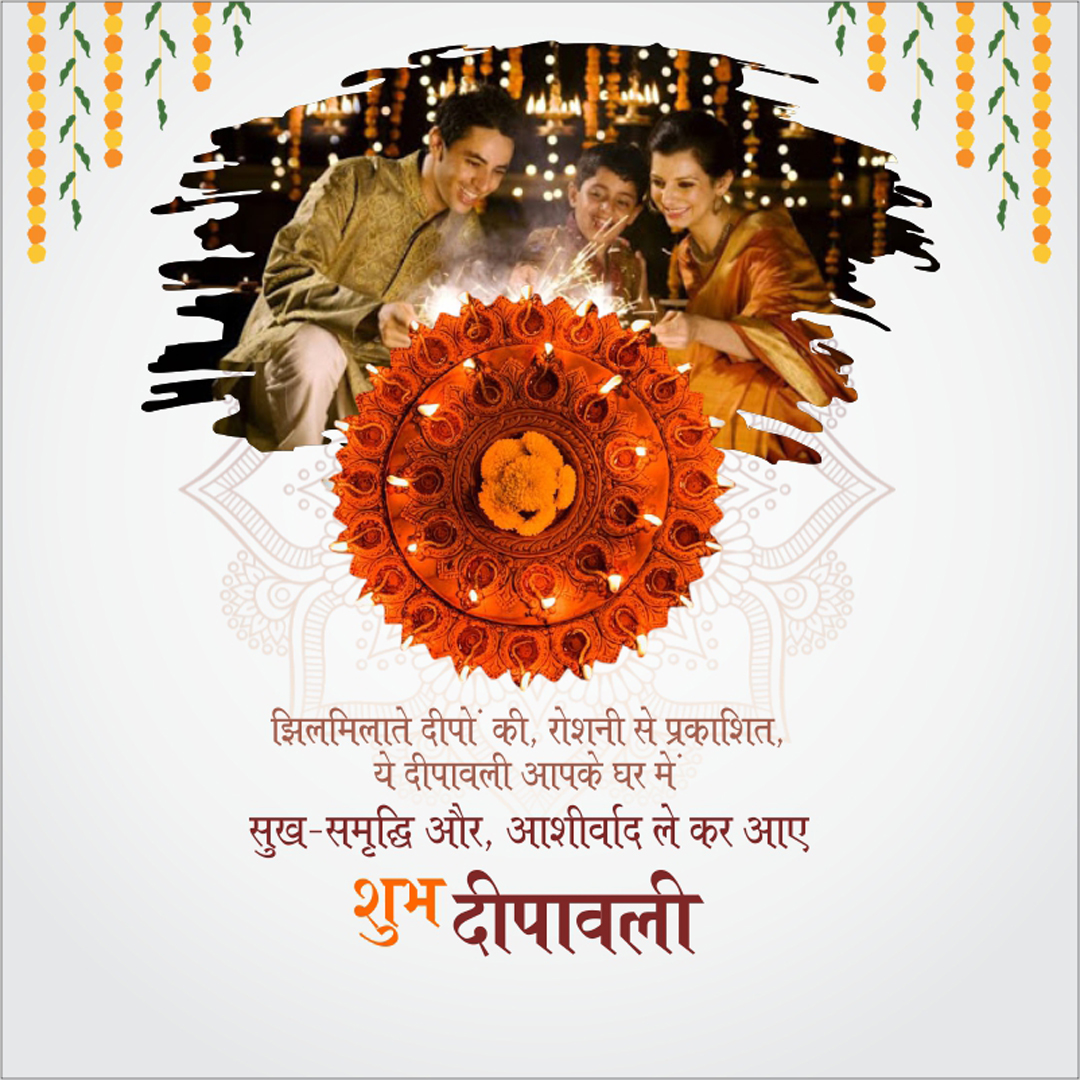 झिलमिलाते दीपों की, रोशनी से प्रकाशित,
ये दीपावली आपके घर में
सुख-समृद्धि और, आशीर्वाद ले कर आए
शुभ दीपावली